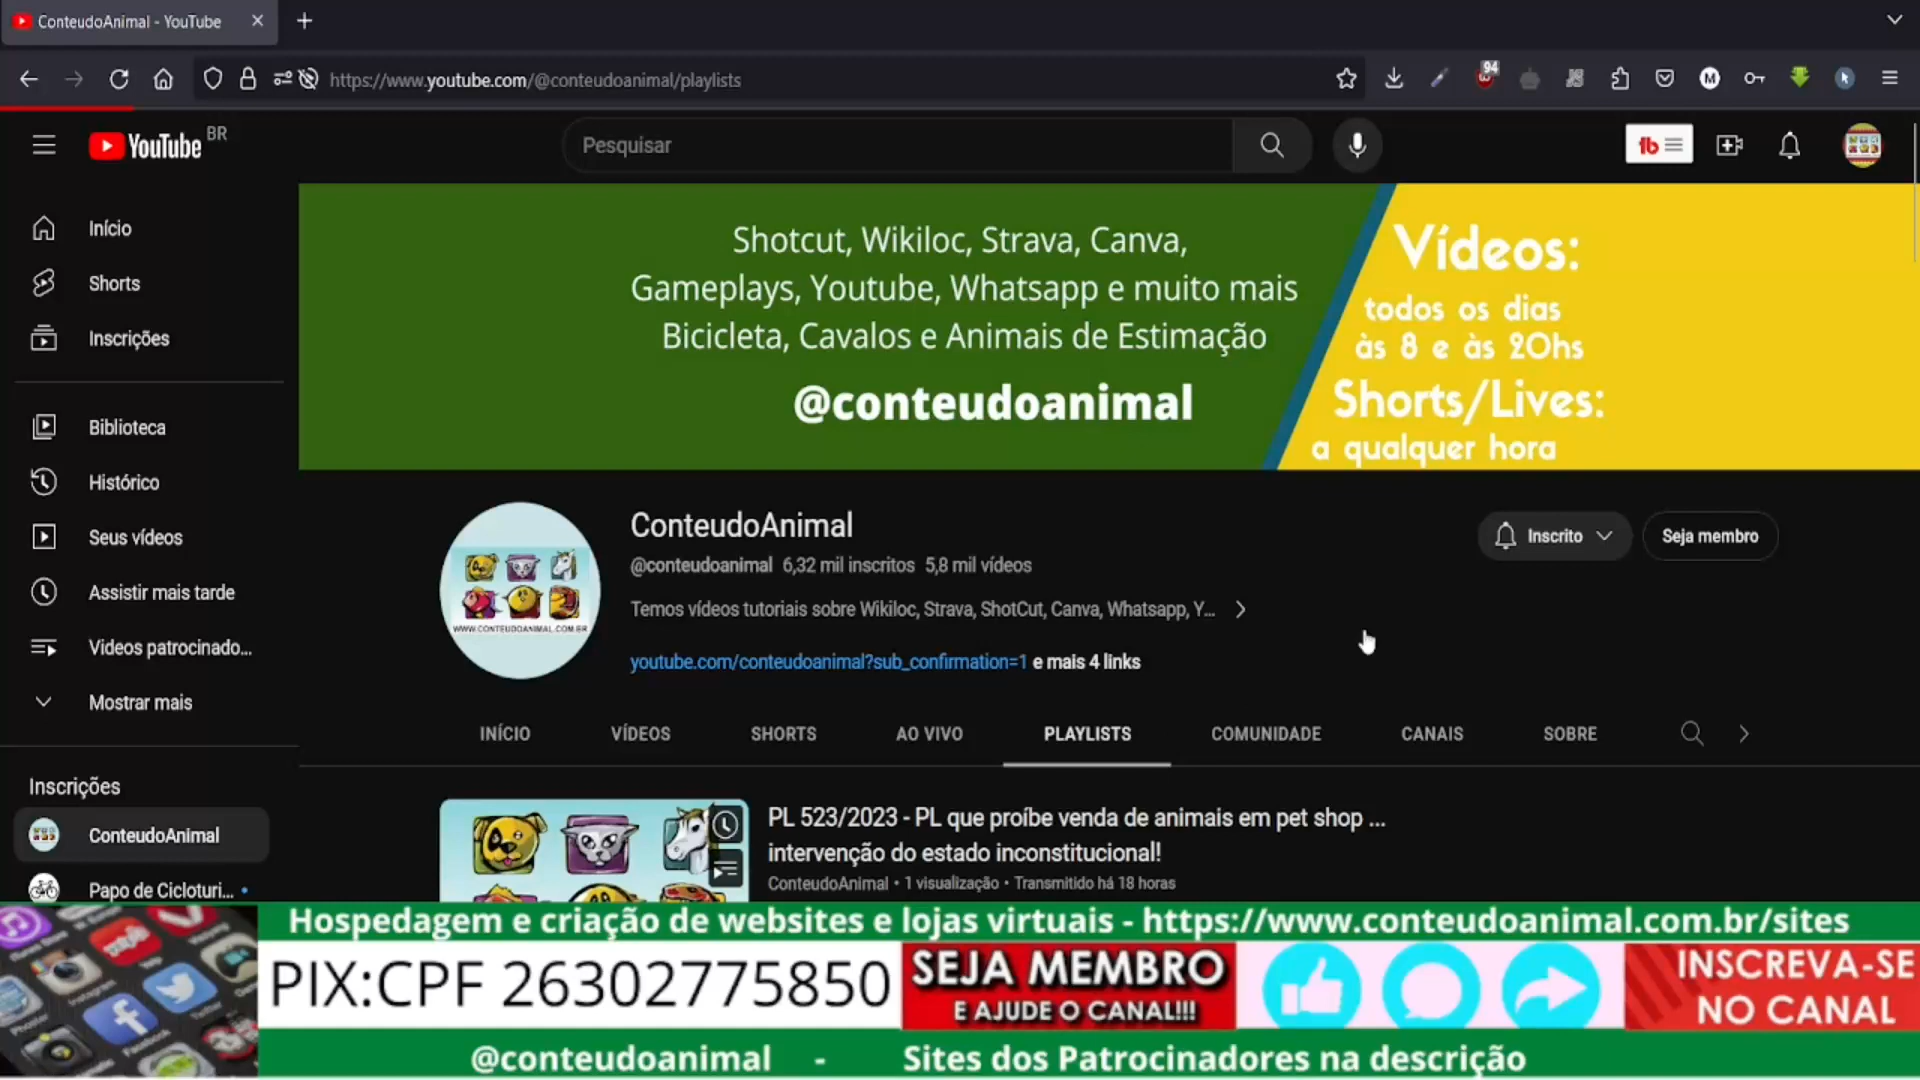 ConteudoAnimal - YouTube
https://www.youtube.com/@conteudoanimal/playlists
94
M
YouTube BR
Pesquisar
tb
Início
Shorts
Inscrições
Biblioteca
Histórico
Seus vídeos
Assistir mais tarde
Videos patrocinado...
Mostrar mais
Inscrições
ConteudoAnimal
Papo de Cicloturi...
Shotcut, Wikiloc, Strava, Canva,
Gameplays, Youtube, Whatsapp e muito mais
Bicicleta, Cavalos e Animais de Estimação
@conteudoanimal
Vídeos:
todos os dias
às 8 e às 20hs
Shorts/Lives:
a qualquer hora
WWW.CONTEUDOANIMAL.COM.BR
ConteudoAnimal
@conteudoanimal 6,32 mil inscritos 5,8 mil vídeos
Temos vídeos tutoriais sobre Wikiloc, Strava, ShotCut, Canva, Whatsapp, Y...
youtube.com/conteudoanimal?sub_confirmation=1 e mais 4 links
Inscrito
Seja membro
INÍCIO VÍDEOS SHORTS AO VIVO PLAYLISTS COMUNIDADE CANAIS SOBRE
PL 523/2023 - PL que proíbe venda de animais em pet shop ...
intervenção do estado inconstitucional!
ConteudoAnimal • 1 visualização • Transmitido há 18 horas
Hospedagem e criação de websites e lojas virtuais - https://www.conteudoanimal.com.br/sites
PIX:CPF 26302775850
SEJA MEMBRO
E AJUDE O CANAL!!!
INSCREVA-SE
NO CANAL
@conteudoanimal - Sites dos Patrocinadores na descrição